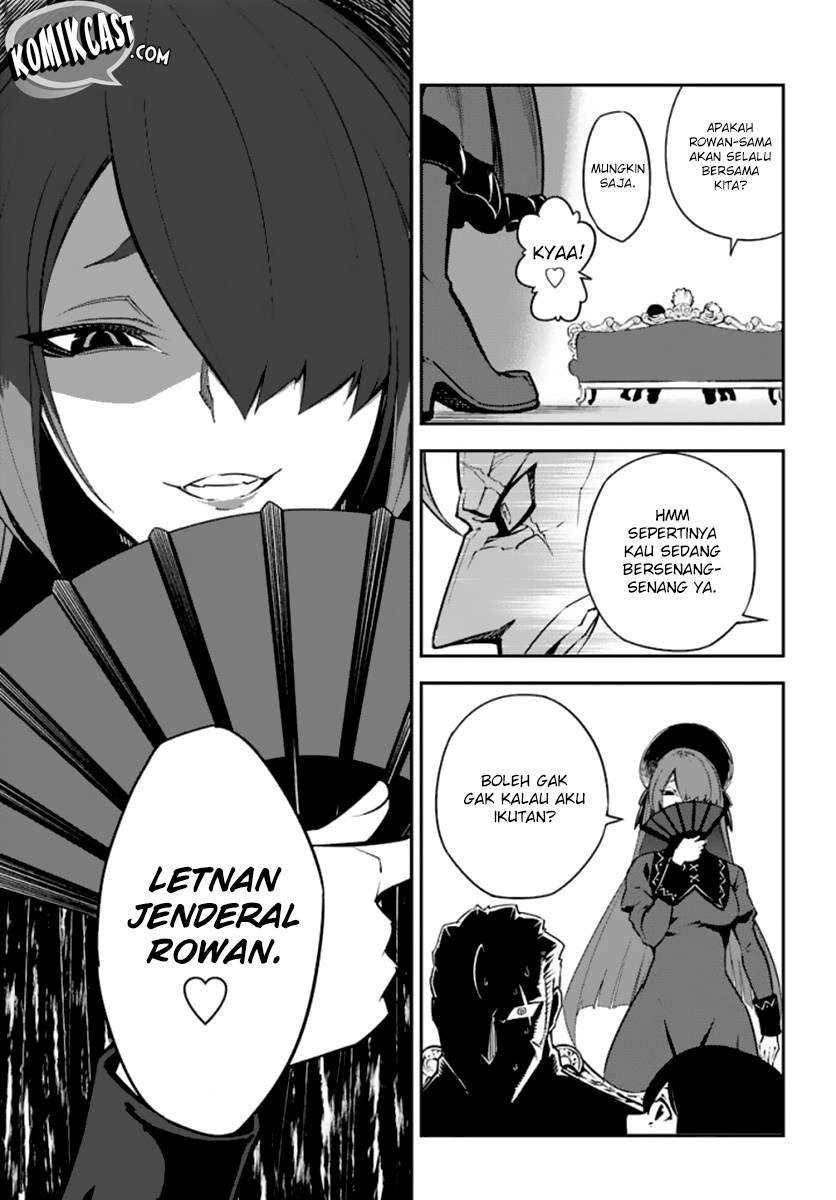 KOMIKCAST
.COM
APAKAH
ROWAN-SAMA
AKAN SELALU
BERSAMA
KITA?
MUNGKIN
SAJA.
KYAA!
♡
HMM
SEPERTINYA
KAU SEDANG
BERSENANG-
SENANG YA.
BOLEH GAK
GAK KALAU AKU
IKUTAN?
LETNAN
JENDERAL
ROWAN.
♡